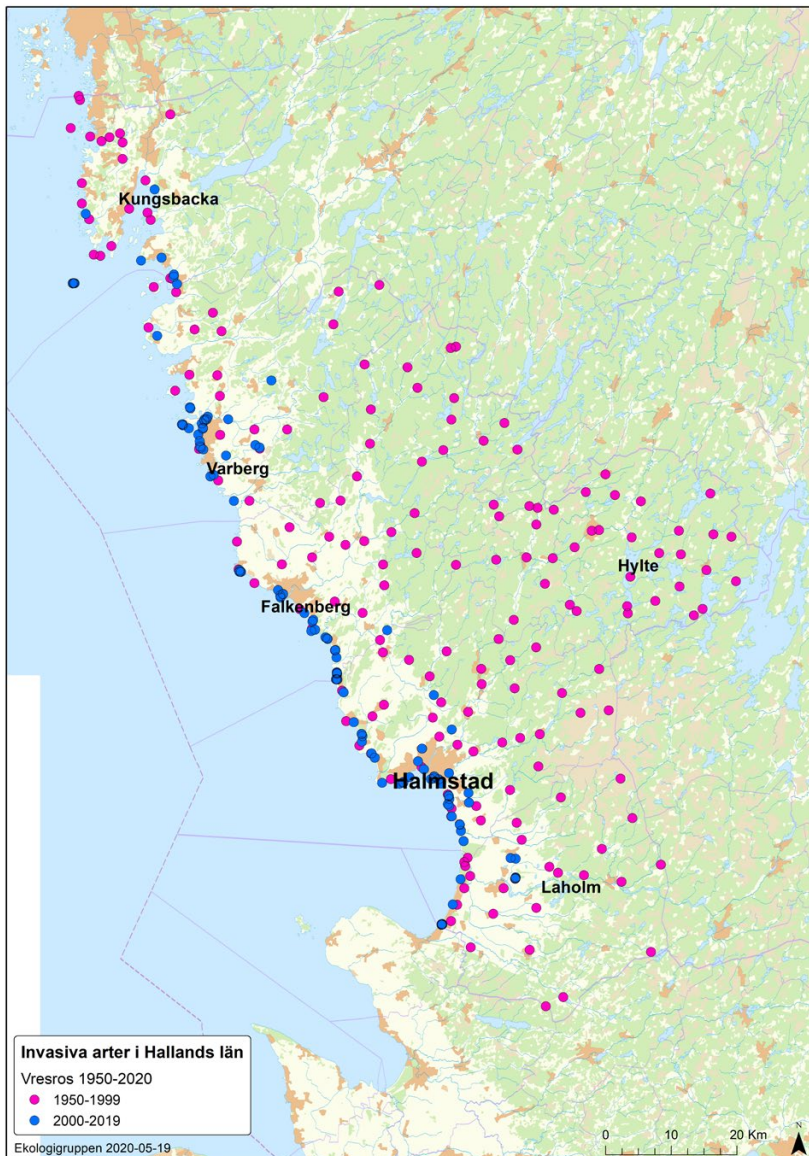 Kungsbacka
Varberg
Hylte
Falkenberg
Halmstad
Laholm
Invasiva arter i Hallands län
Vresros 1950-2020
1950-1999
2000-2019
Ekologigruppen 2020-05-19
0 10 20 Km
N